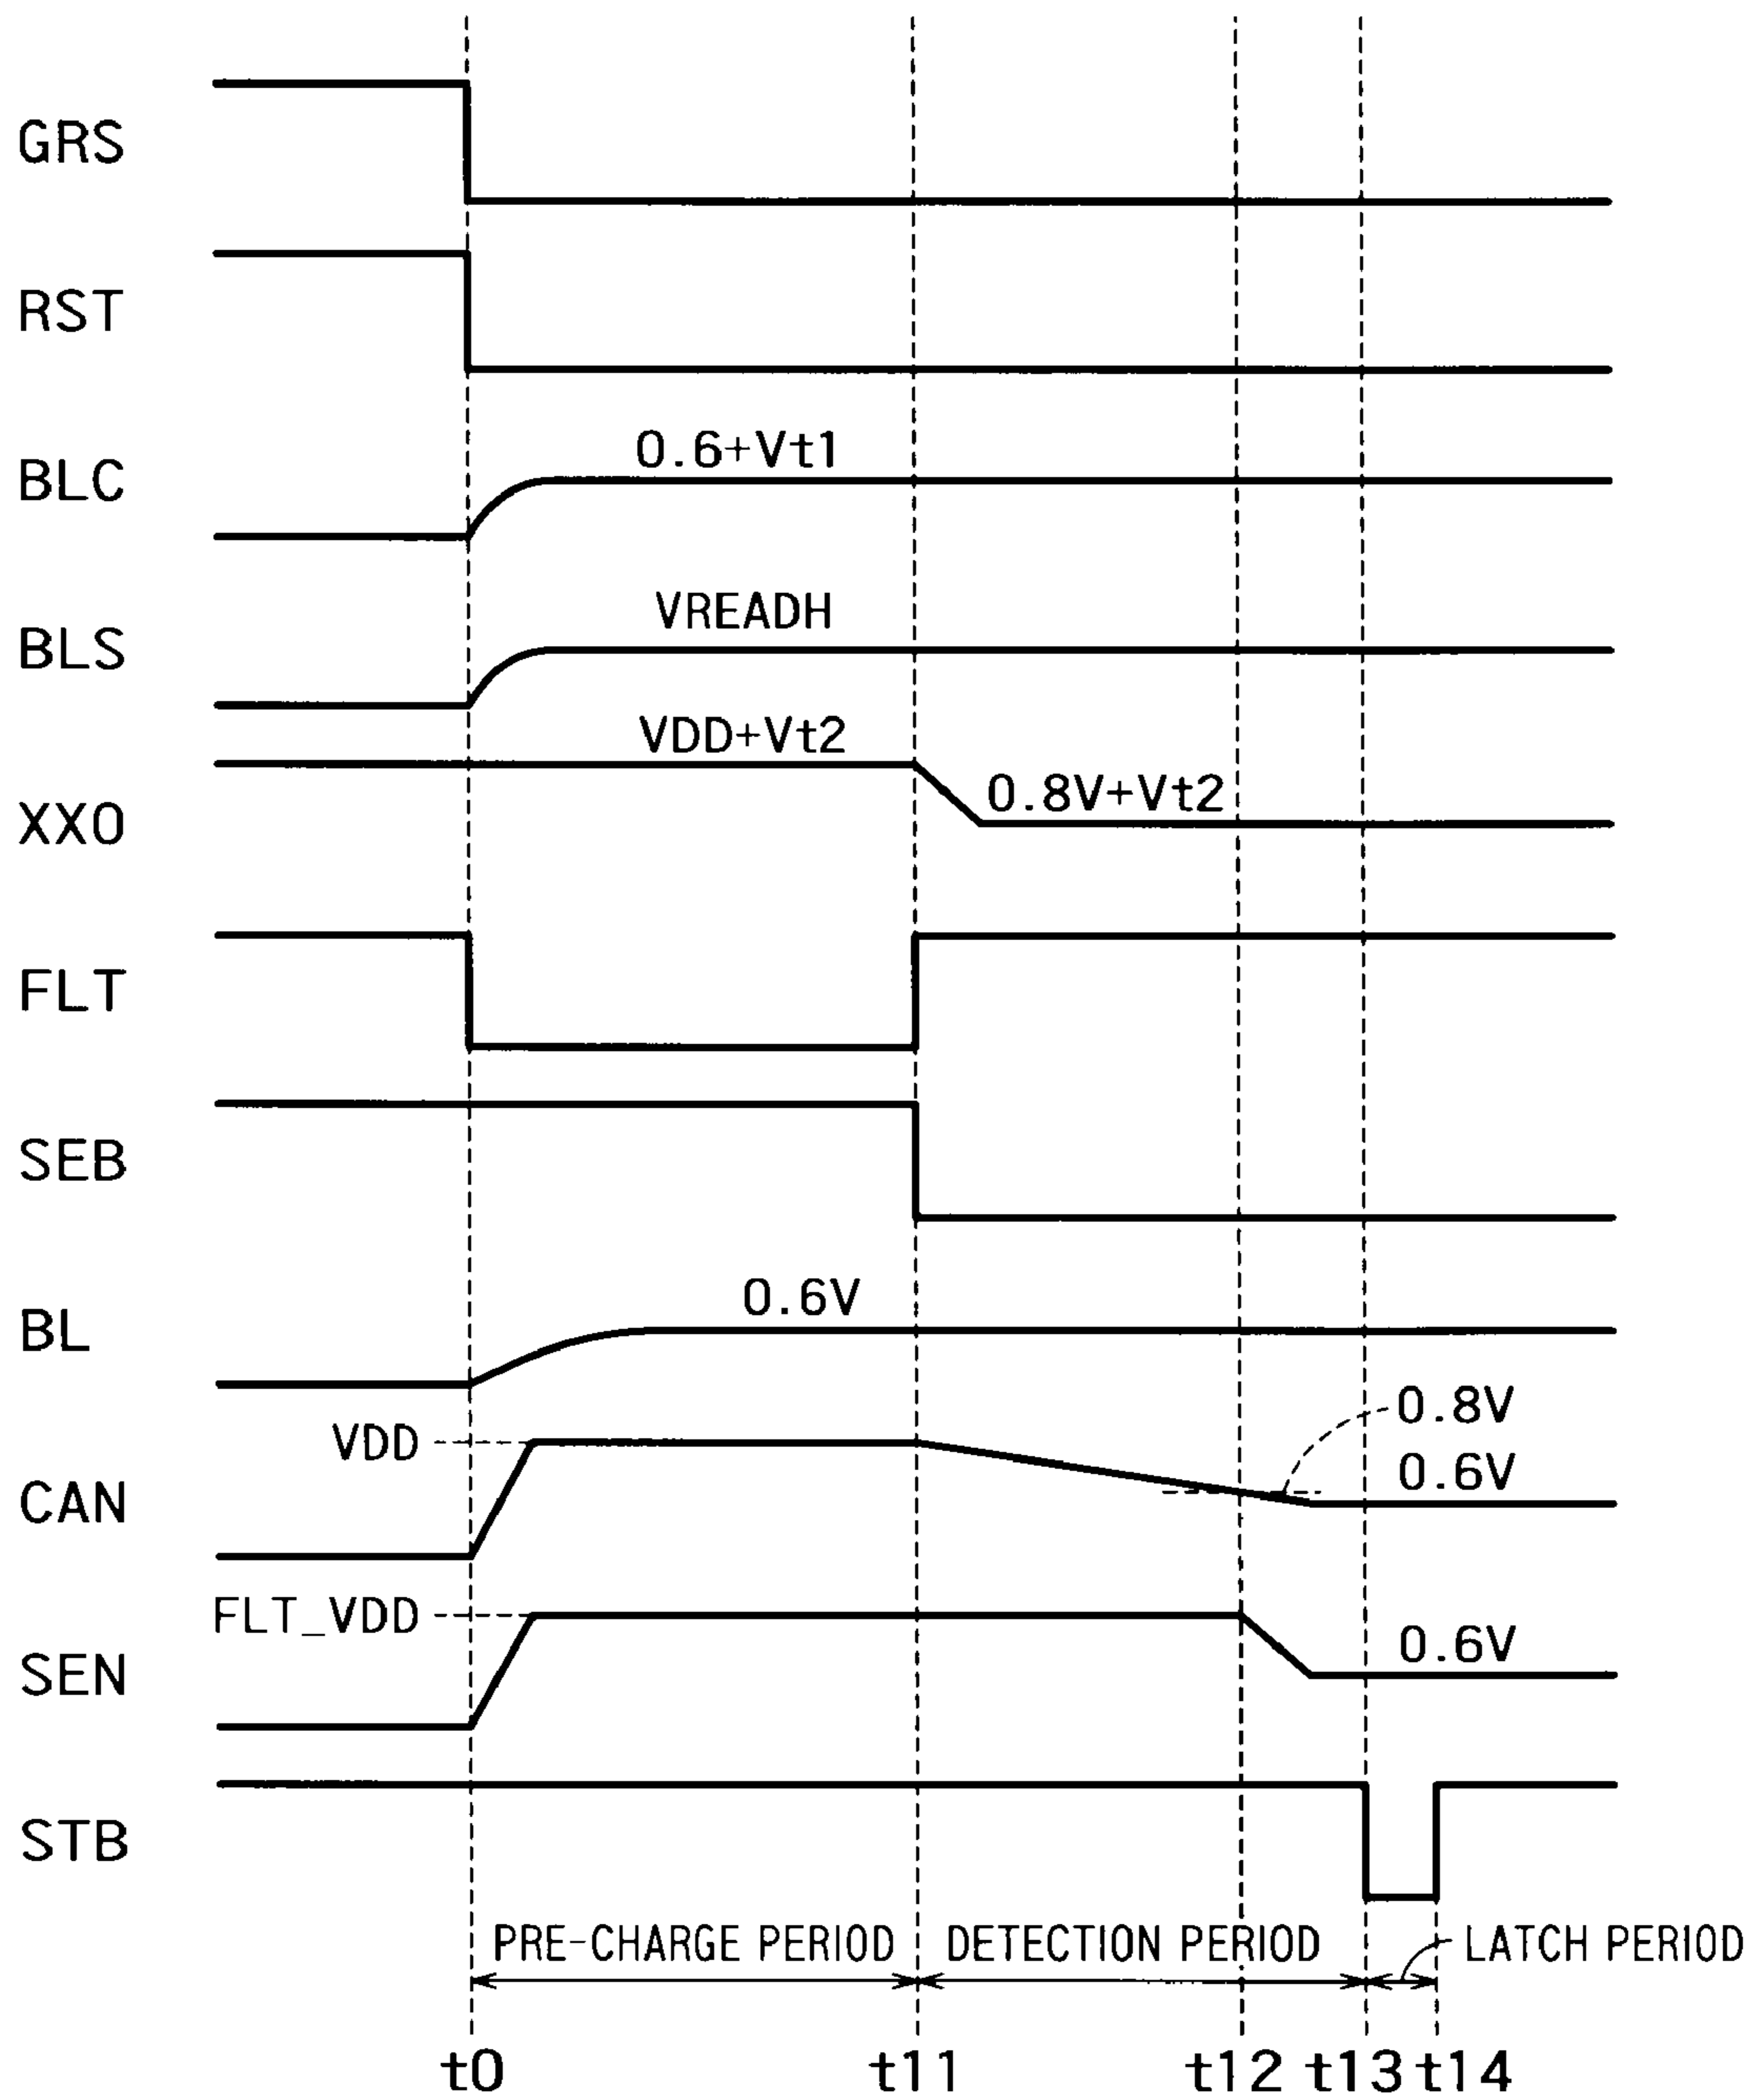 GRS
RST
0.6+Vt1
BLC
VREADH
BLS
VDD+Vt2
0.8V+Vt2
XXO
FLT
SEB
0.6V
BL
0.8V
VDD
0.6V
CAN
FLT_VDD
0.6V
SEN
STB
PRE-CHARGE PERIOD DETECTION PERIOD LATCH PERIOD
t0 t11 t12 t13 t14